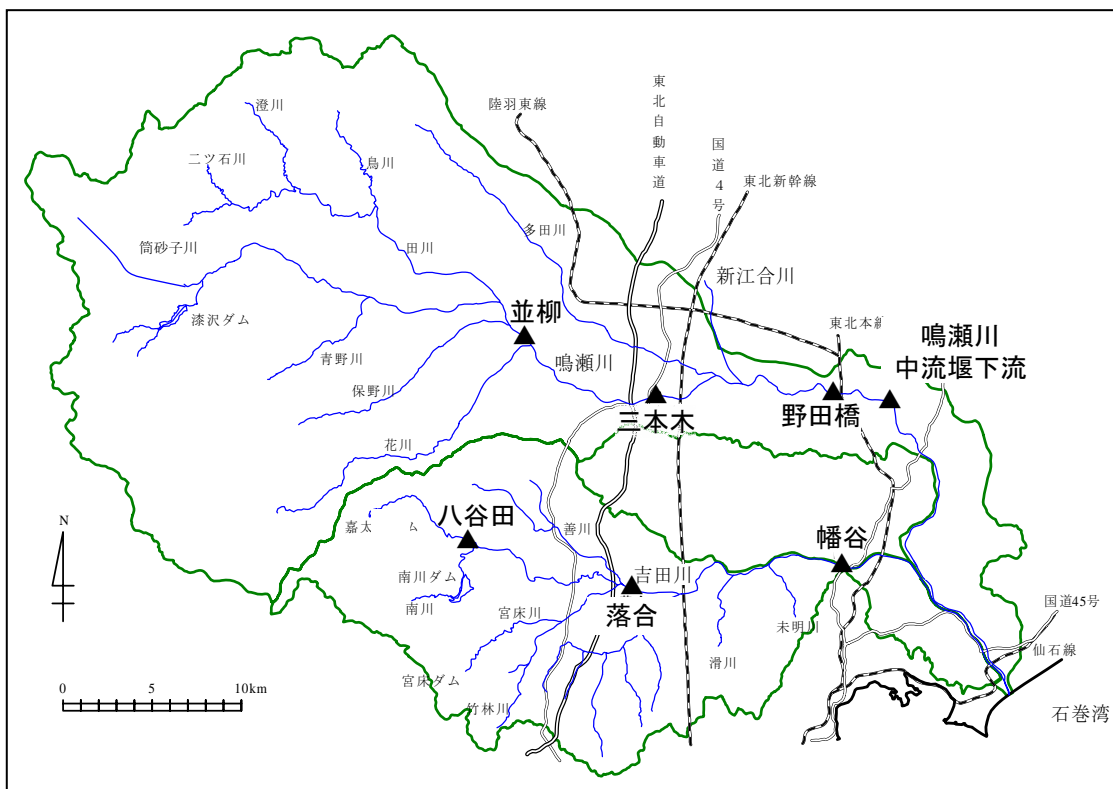 澄川
陸羽東線
東北自動車道
国道4号
二ツ石川
鳥川
東北新幹線
筒砂子川
田川
多田川
新江合川
漆沢ダム
並柳
東北本
鳴瀬川
中流堰下流
青野川
鳴瀬川
保野川
野田橋
三本木
花川
N
嘉太
ム
八谷田
善川
幡谷
南川ダム
吉田川
南川
宮床川
落合
未明川
国道45号
滑川
仙石線
宮床ダム
0 5 10km
竹林川
石巻湾